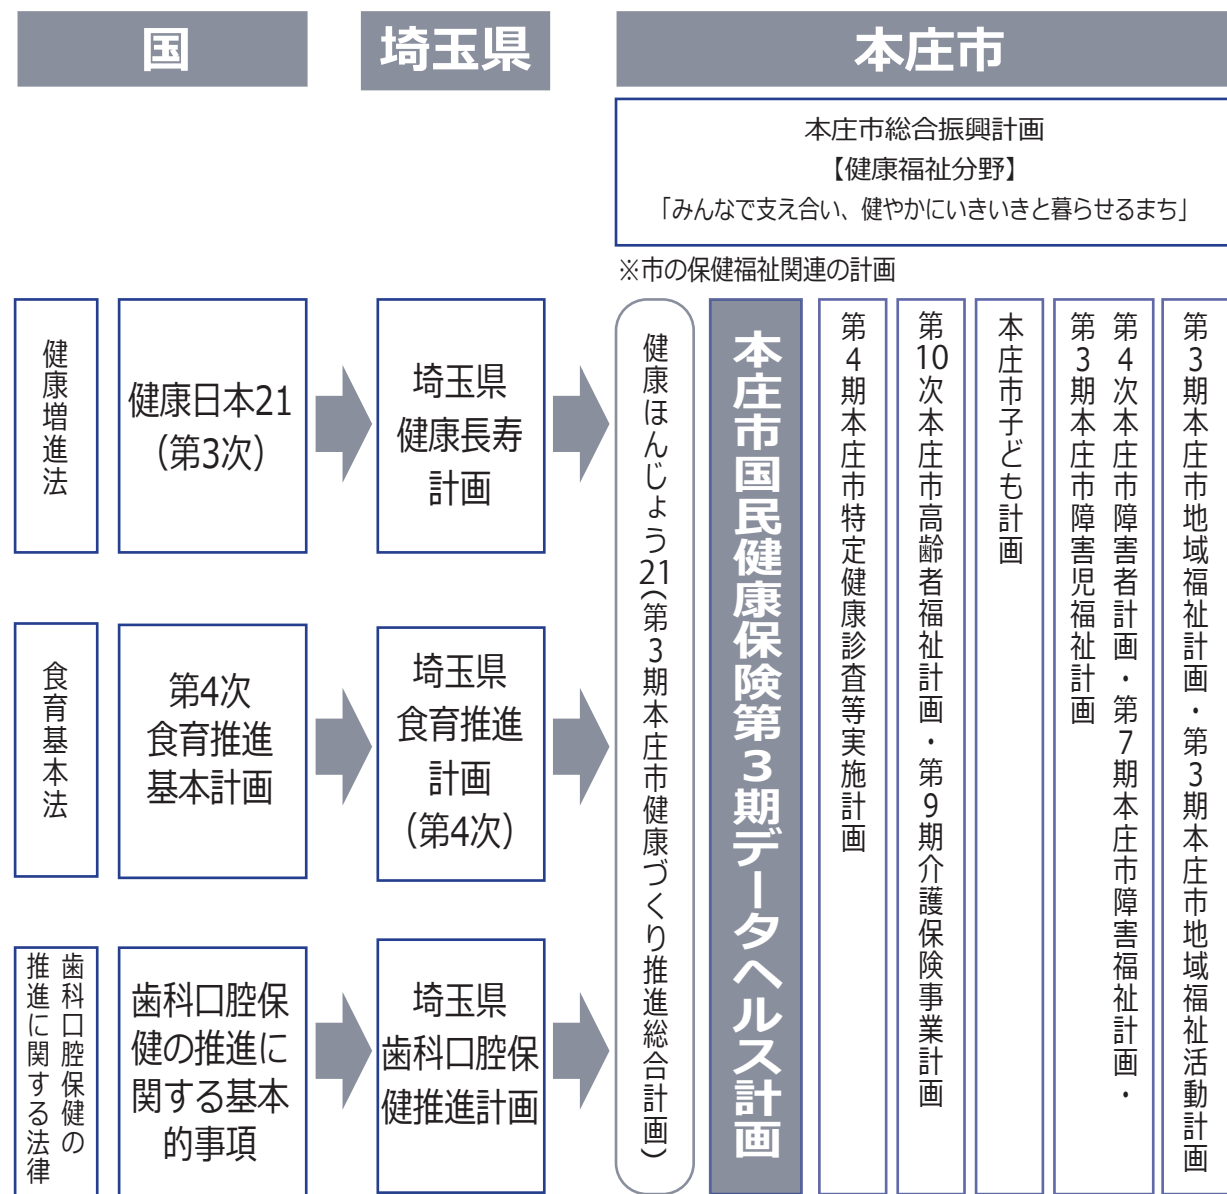 国
埼玉県
本庄市
本庄市総合振興計画
【健康福祉分野】
「みんなで支え合い、健やかにいきいきと暮らせるまち」
※市の保健福祉関連の計画
健康増進法
健康日本21
（第3次）
埼玉県
健康長寿
計画
食育基本法
第4次
食育推進
基本計画
埼玉県
食育推進
計画
（第4次）
歯科口腔保健の
推進に関する法律
歯科口腔保
健の推進に
関する基本
的事項
埼玉県
歯科口腔保
健推進計画
健康ほんじょう21（第3期本庄市健康づくり推進総合計画）
本庄市国民健康保険第3期データヘルス計画
第4期本庄市特定健康診査等実施計画
第10次本庄市高齢者福祉計画・第9期介護保険事業計画
本庄市子ども計画
第4次本庄市障害者計画・第7期本庄市障害福祉計画・
第3期本庄市障害児福祉計画
第3期本庄市地域福祉計画・第3期本庄市地域福祉活動計画